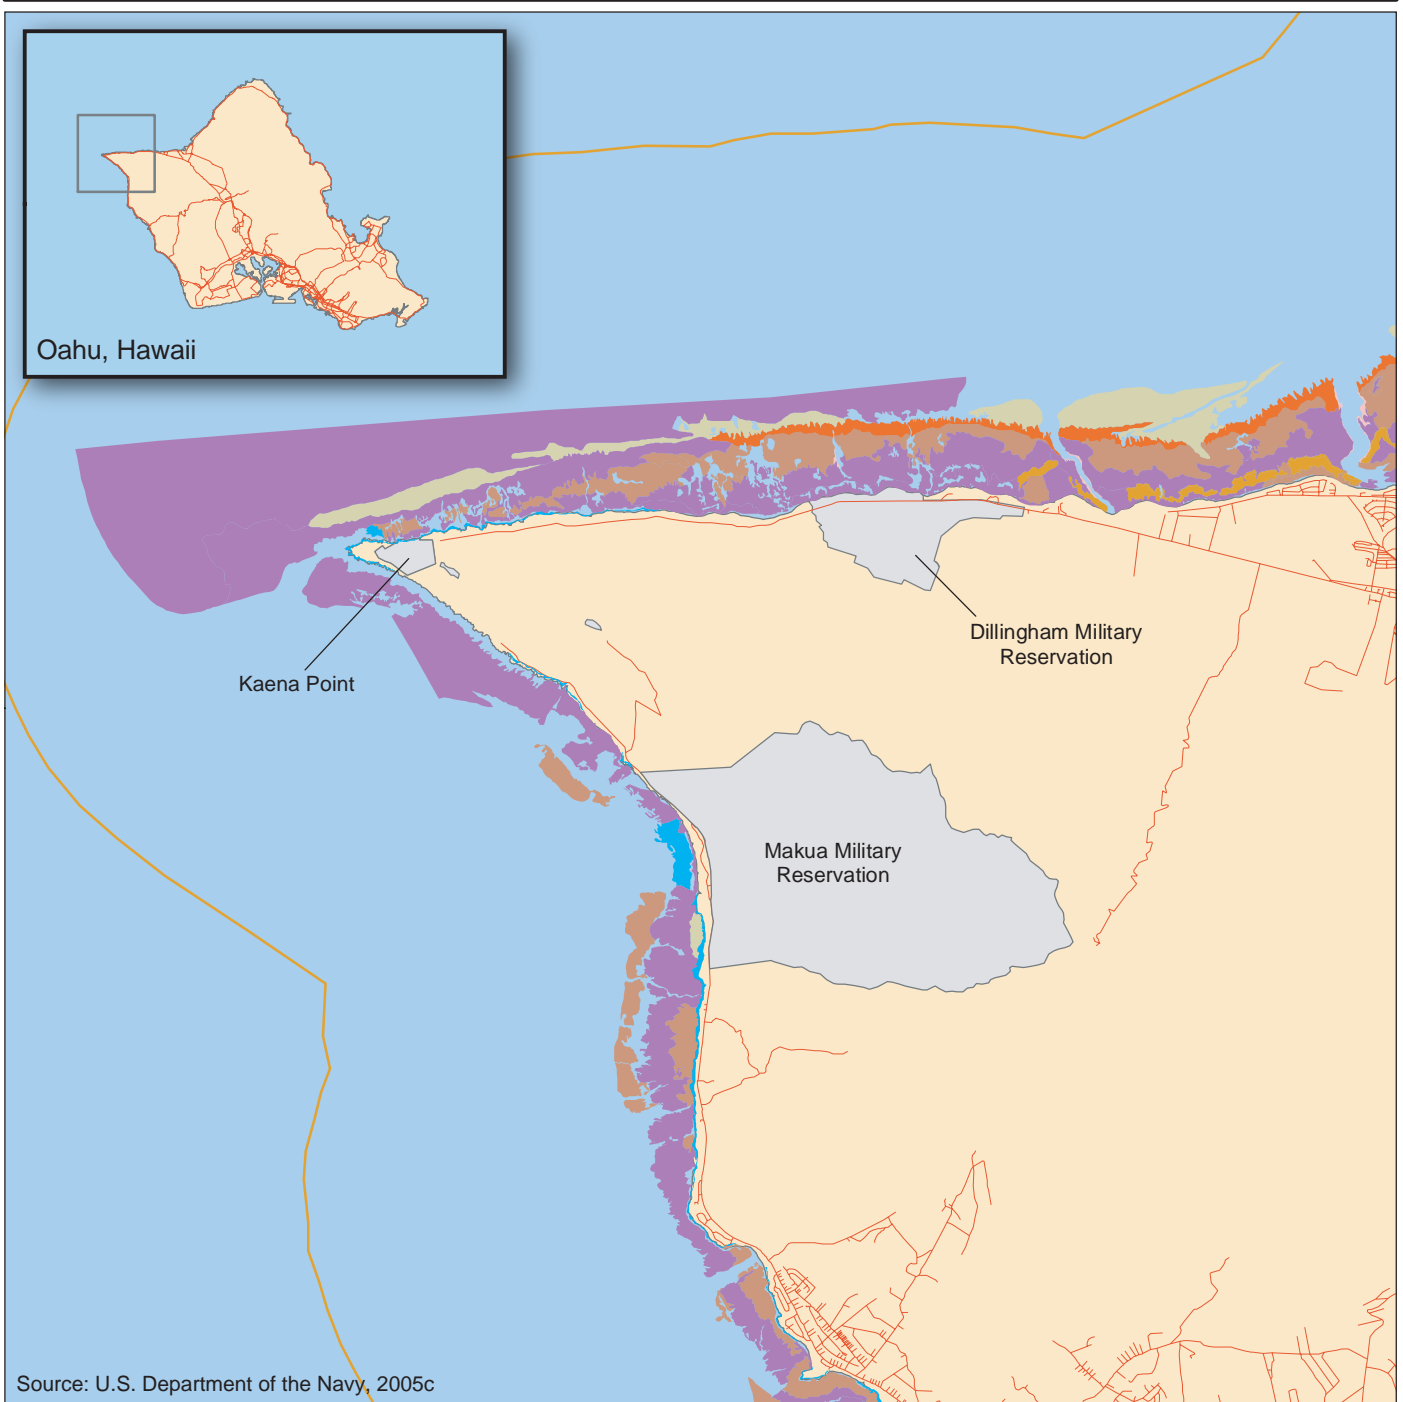 Oahu, Hawaii
Dillingham Military
Reservation
Kaena Point
Makua Military
Reservation
Source: U.S. Department of the Navy, 2005c